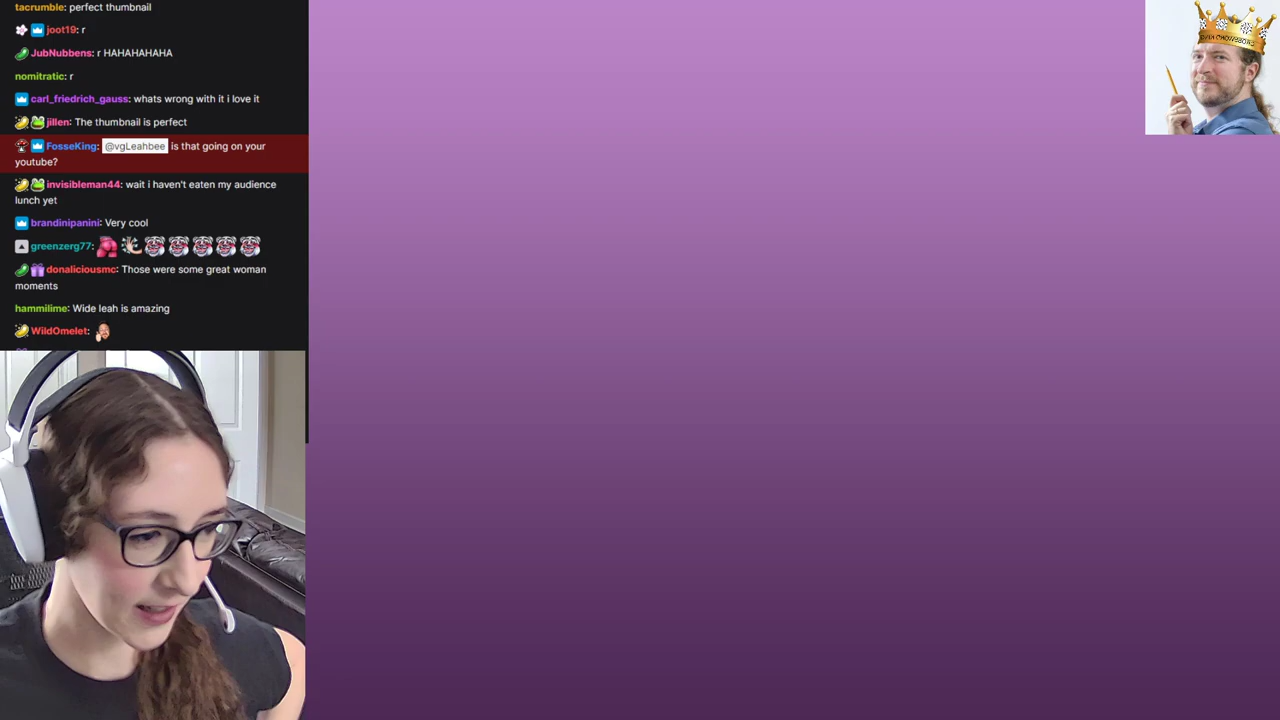 tacrumble: perfect thumbnail
joot19: r
JubNubbens: r HAHAHAHAHA
nomitratic: r
carl_friedrich_gauss: whats wrong with it i love it
jillen: The thumbnail is perfect
FosseKing: @vgLeahbee is that going on your
youtube?
invisibleman44: wait i haven't eaten my audience
lunch yet
brandinipanini: Very cool
greenzerg77:
donaliciousmc: Those were some great woman
moments
hammilime: Wide leah is amazing
WildOmelet: